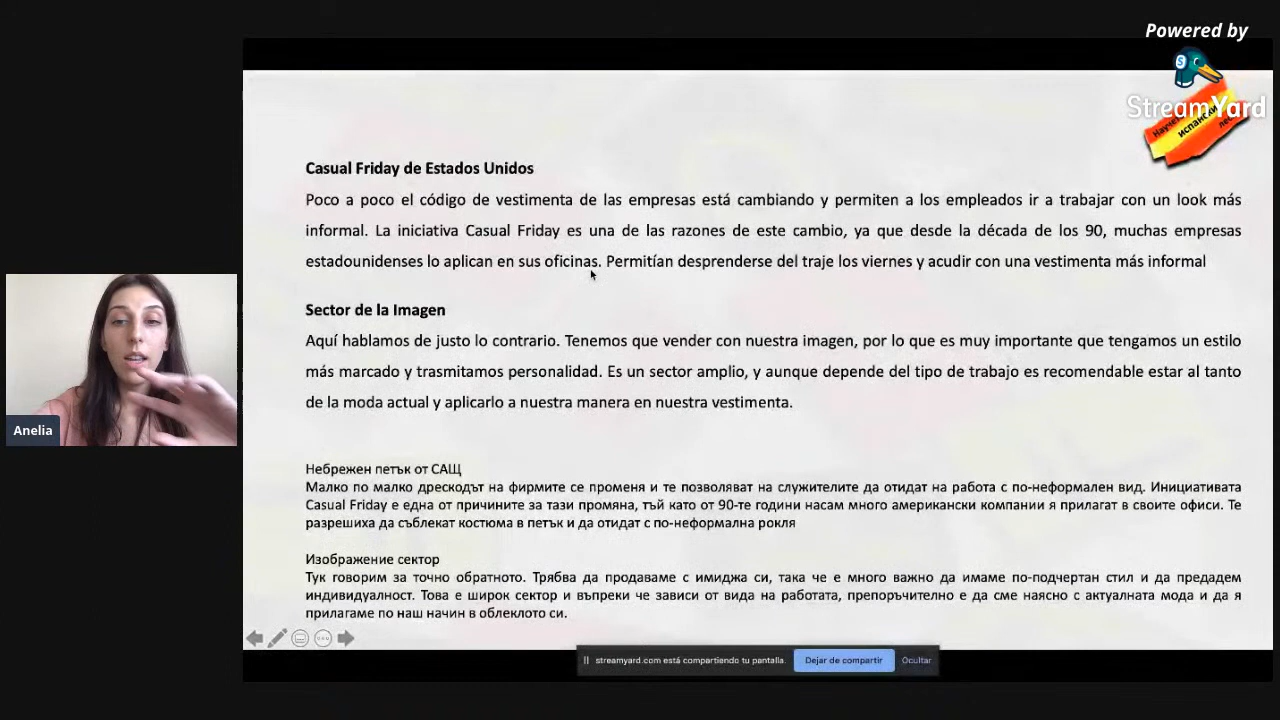 Powered by
StreamYard
Casual Friday de Estados Unidos
Poco a poco el código de vestimenta de las empresas está cambiando y permiten a los empleados ir a trabajar con un look más
informal. La iniciativa Casual Friday es una de las razones de este cambio, ya que desde la década de los 90, muchas empresas
estadounidenses lo aplican en sus oficinas. Permitían desprenderse del traje los viernes y acudir con una vestimenta más informal
Sector de la Imagen
Aquí hablamos de justo lo contrario. Tenemos que vender con nuestra imagen, por lo que es muy importante que tengamos un estilo
más marcado y trasmitamos personalidad. Es un sector amplio, y aunque depende del tipo de trabajo es recomendable estar al tanto
de la moda actual y aplicarlo a nuestra manera en nuestra vestimenta.
Anelia
Небрежен петък от САЩ
Малко по малко дрескодът на фирмите се променя и те позволяват на служителите да отидат на работа с по-неформален вид. Инициативата
Casual Friday е една от причините за тази промяна, тъй като от 90-те години насам много американски компании я прилагат в своите офиси. Те
разрешиха да съблекат костюма в петък и да отидат с по-неформална рокля
Изображение сектор
Тук говорим за точно обратното. Трябва да продаваме с имиджа си, така че е много важно да имаме по-подчертан стил и да предадем
индивидуалност. Това е широк сектор и въпреки че зависи от вида на работата, препоръчително е да сме наясно с актуалната мода и да я
прилагаме по наш начин в облеклото си.
streamyard.com está compartiendo tu pantalla.
Dejar de compartir
Ocultar